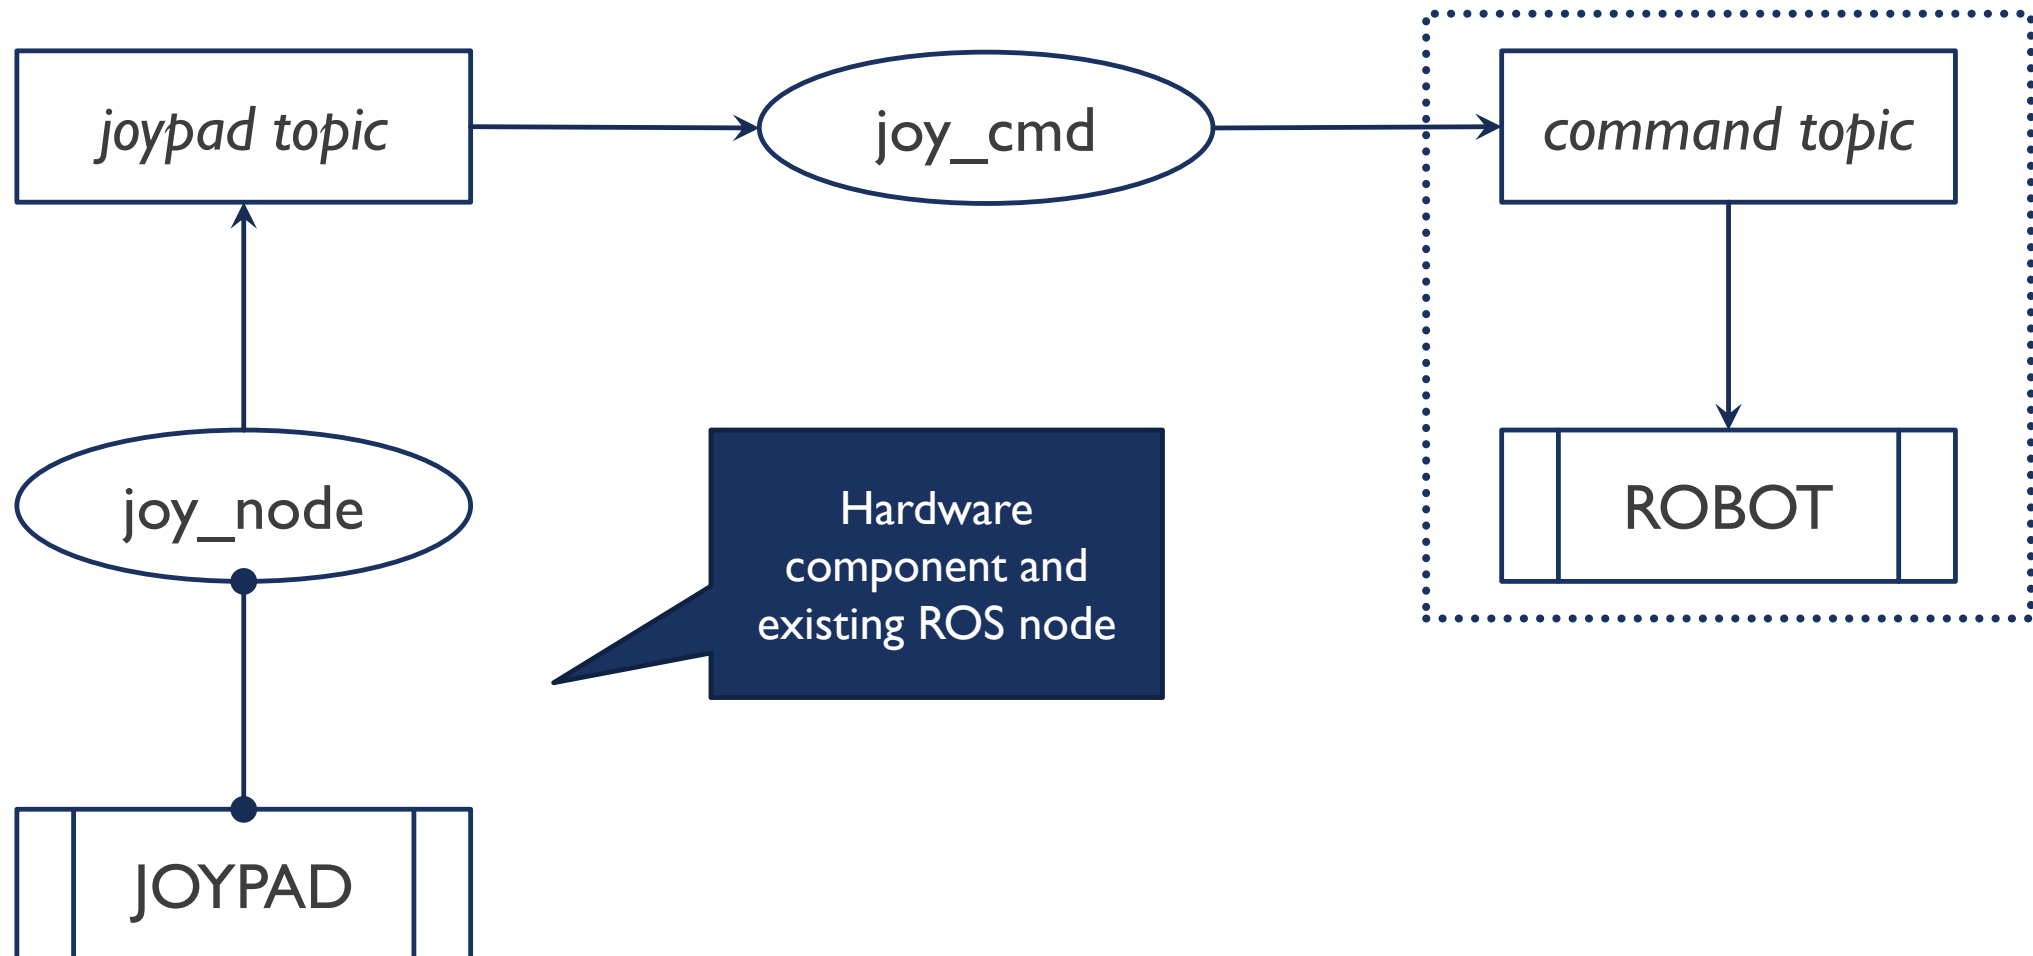 joypad topic
joy_cmd
command topic
joy_node
Hardware
component and
existing ROS node
ROBOT
JOYPAD